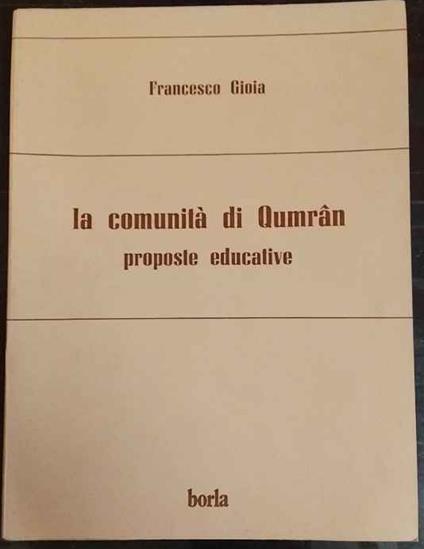 Francesco Gioia
la comunità di Qumrân
proposte educative
borla